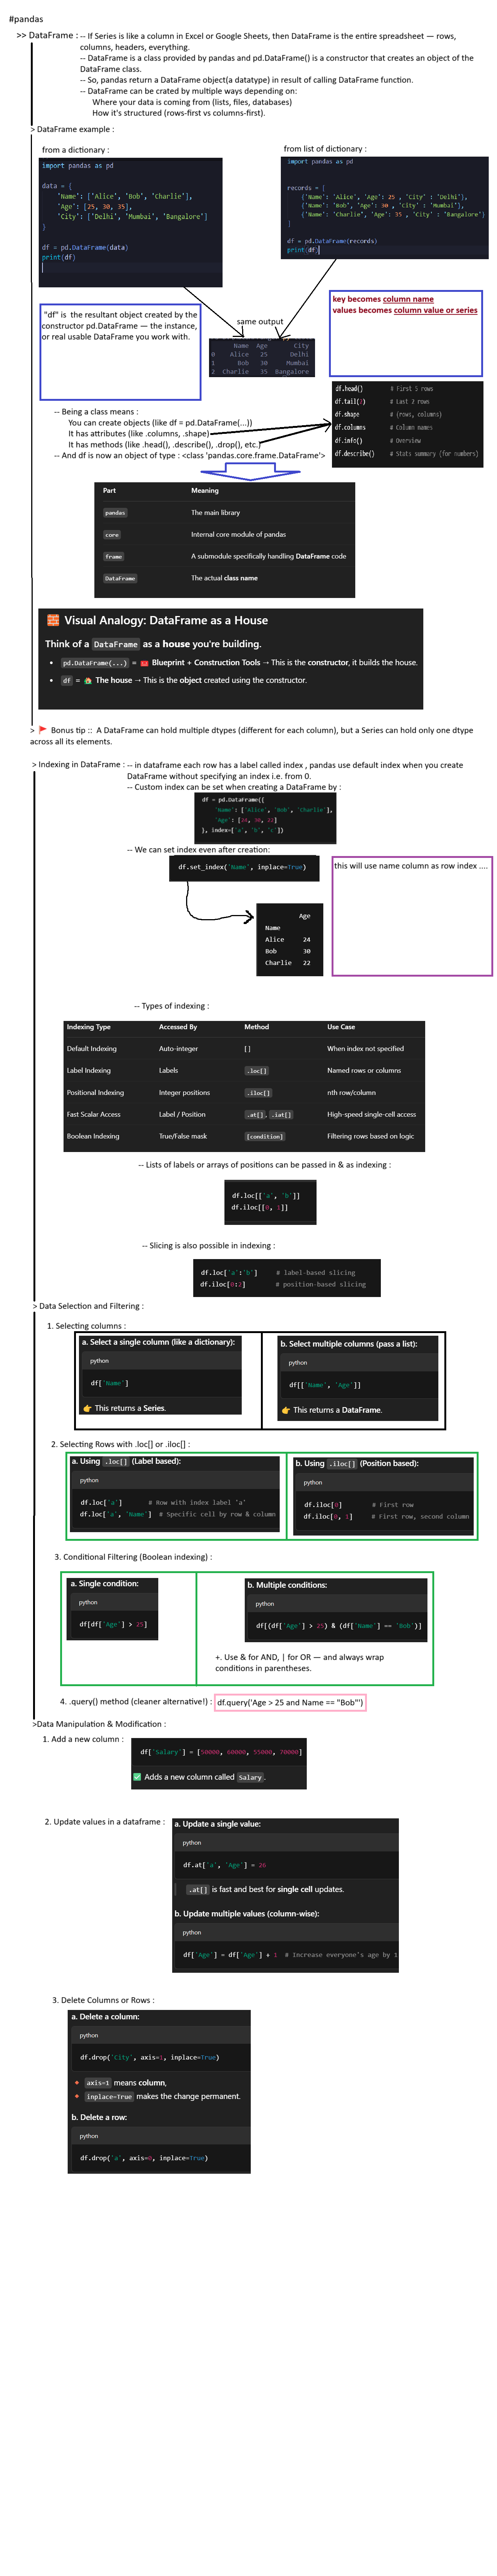 #pandas
>> DataFrame : -- If Series is like a column in Excel or Google Sheets, then DataFrame is the entire spreadsheet — rows,
columns, headers, everything.
-- DataFrame is a class provided by pandas and pd.DataFrame() is a constructor that creates an object of the
DataFrame class.
-- So, pandas return a DataFrame object(a datatype) in result of calling DataFrame function.
-- DataFrame can be crated by multiple ways depending on:
Where your data is coming from (lists, files, databases)
How it's structured (rows-first vs columns-first).
> DataFrame example :
from a dictionary :
import pandas as pd
data = {
'Name': ['Alice', 'Bob', 'Charlie'],
'Age': [25, 30, 35],
'City': ['Delhi', 'Mumbai', 'Bangalore']
}
df = pd.DataFrame(data)
print(df)
from list of dictionary :
import pandas as pd
records = [
{'Name': 'Alice', 'Age': 25 , 'City' : 'Delhi'},
{'Name': 'Bob', 'Age': 30 , 'City' : 'Mumbai'},
{'Name': 'Charlie', 'Age': 35 , 'City' : 'Bangalore'}
]
df = pd.DataFrame(records)
print(df)
"df" is the resultant object created by the
constructor pd.DataFrame — the instance,
or real usable DataFrame you work with.
same output
Name Age City
0 Alice 25 Delhi
1 Bob 30 Mumbai
2 Charlie 35 Bangalore
key becomes column name
values becomes column value or series
-- Being a class means :
You can create objects (like df = pd.DataFrame(...))
It has attributes (like .columns, .shape)
It has methods (like .head(), .describe(), .drop(), etc.)
-- And df is now an object of type : <class 'pandas.core.frame.DataFrame'>
df.head() # First 5 rows
df.tail(2) # Last 2 rows
df.shape # (rows, columns)
df.columns # Column names
df.info() # Overview
df.describe() # Stats summary (for numbers)
Part Meaning
pandas The main library
core Internal core module of pandas
frame A submodule specifically handling DataFrame code
DataFrame The actual class name
🧱 Visual Analogy: DataFrame as a House
Think of a DataFrame as a house you're building.
• pd.DataFrame(...) = 🧰 Blueprint + Construction Tools → This is the constructor, it builds the house.
• df = 🏠 The house → This is the object created using the constructor.
> 🚩 Bonus tip :: A DataFrame can hold multiple dtypes (different for each column), but a Series can hold only one dtype
across all its elements.
> Indexing in DataFrame : -- in dataframe each row has a label called index , pandas use default index when you create
DataFrame without specifying an index i.e. from 0.
-- Custom index can be set when creating a DataFrame by :
df = pd.DataFrame({
'Name': ['Alice', 'Bob', 'Charlie'],
'Age': [24, 30, 22]
}, index=['a', 'b', 'c'])
-- We can set index even after creation:
df.set_index('Name', inplace=True)
this will use name column as row index ....
Age
Name
Alice 24
Bob 30
Charlie 22
-- Types of indexing :
Indexing Type Accessed By Method Use Case
Default Indexing Auto-integer [] When index not specified
Label Indexing Labels .loc[] Named rows or columns
Positional Indexing Integer positions .iloc[] nth row/column
Fast Scalar Access Label / Position .at[], .iat[] High-speed single-cell access
Boolean Indexing True/False mask [condition] Filtering rows based on logic
-- Lists of labels or arrays of positions can be passed in & as indexing :
df.loc[['a', 'b']]
df.iloc[[0, 1]]
-- Slicing is also possible in indexing :
df.loc['a':'b'] # label-based slicing
df.iloc[0:2] # position-based slicing
> Data Selection and Filtering :
1. Selecting columns :
a. Select a single column (like a dictionary):
python
df['Name']
👉 This returns a Series.
b. Select multiple columns (pass a list):
python
df[['Name', 'Age']]
👉 This returns a DataFrame.
2. Selecting Rows with .loc[] or .iloc[] :
a. Using .loc[] (Label based):
python
df.loc['a'] # Row with index label 'a'
df.loc['a', 'Name'] # Specific cell by row & column
b. Using .iloc[] (Position based):
python
df.iloc[0] # First row
df.iloc[0, 1] # First row, second column
3. Conditional Filtering (Boolean indexing) :
a. Single condition:
python
df[df['Age'] > 25]
b. Multiple conditions:
python
df[(df['Age'] > 25) & (df['Name'] == 'Bob')]
+. Use & for AND, | for OR — and always wrap
conditions in parentheses.
4. .query() method (cleaner alternative!) : df.query('Age > 25 and Name == "Bob"')
>Data Manipulation & Modification :
1. Add a new column :
df['Salary'] = [50000, 60000, 55000, 70000]
✅ Adds a new column called Salary.
2. Update values in a dataframe :
a. Update a single value:
python
df.at['a', 'Age'] = 26
.at[] is fast and best for single cell updates.
b. Update multiple values (column-wise):
python
df['Age'] = df['Age'] + 1 # Increase everyone's age by 1
3. Delete Columns or Rows :
a. Delete a column:
python
df.drop('City', axis=1, inplace=True)
🔸 axis=1 means column,
🔸 inplace=True makes the change permanent.
b. Delete a row:
python
df.drop('a', axis=0, inplace=True)